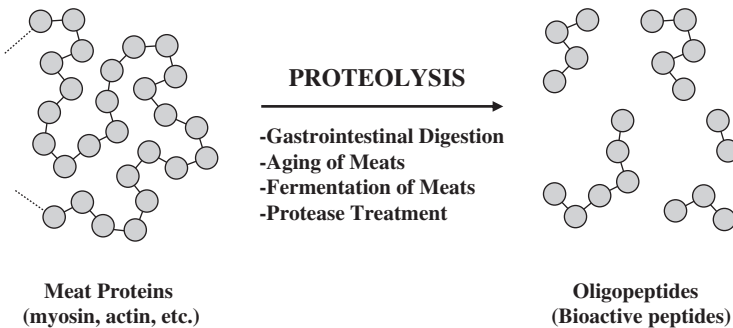 PROTEOLYSIS
-Gastrointestinal Digestion
-Aging of Meats
-Fermentation of Meats
-Protease Treatment
Meat Proteins
(myosin, actin, etc.)
Oligopeptides
(Bioactive peptides)